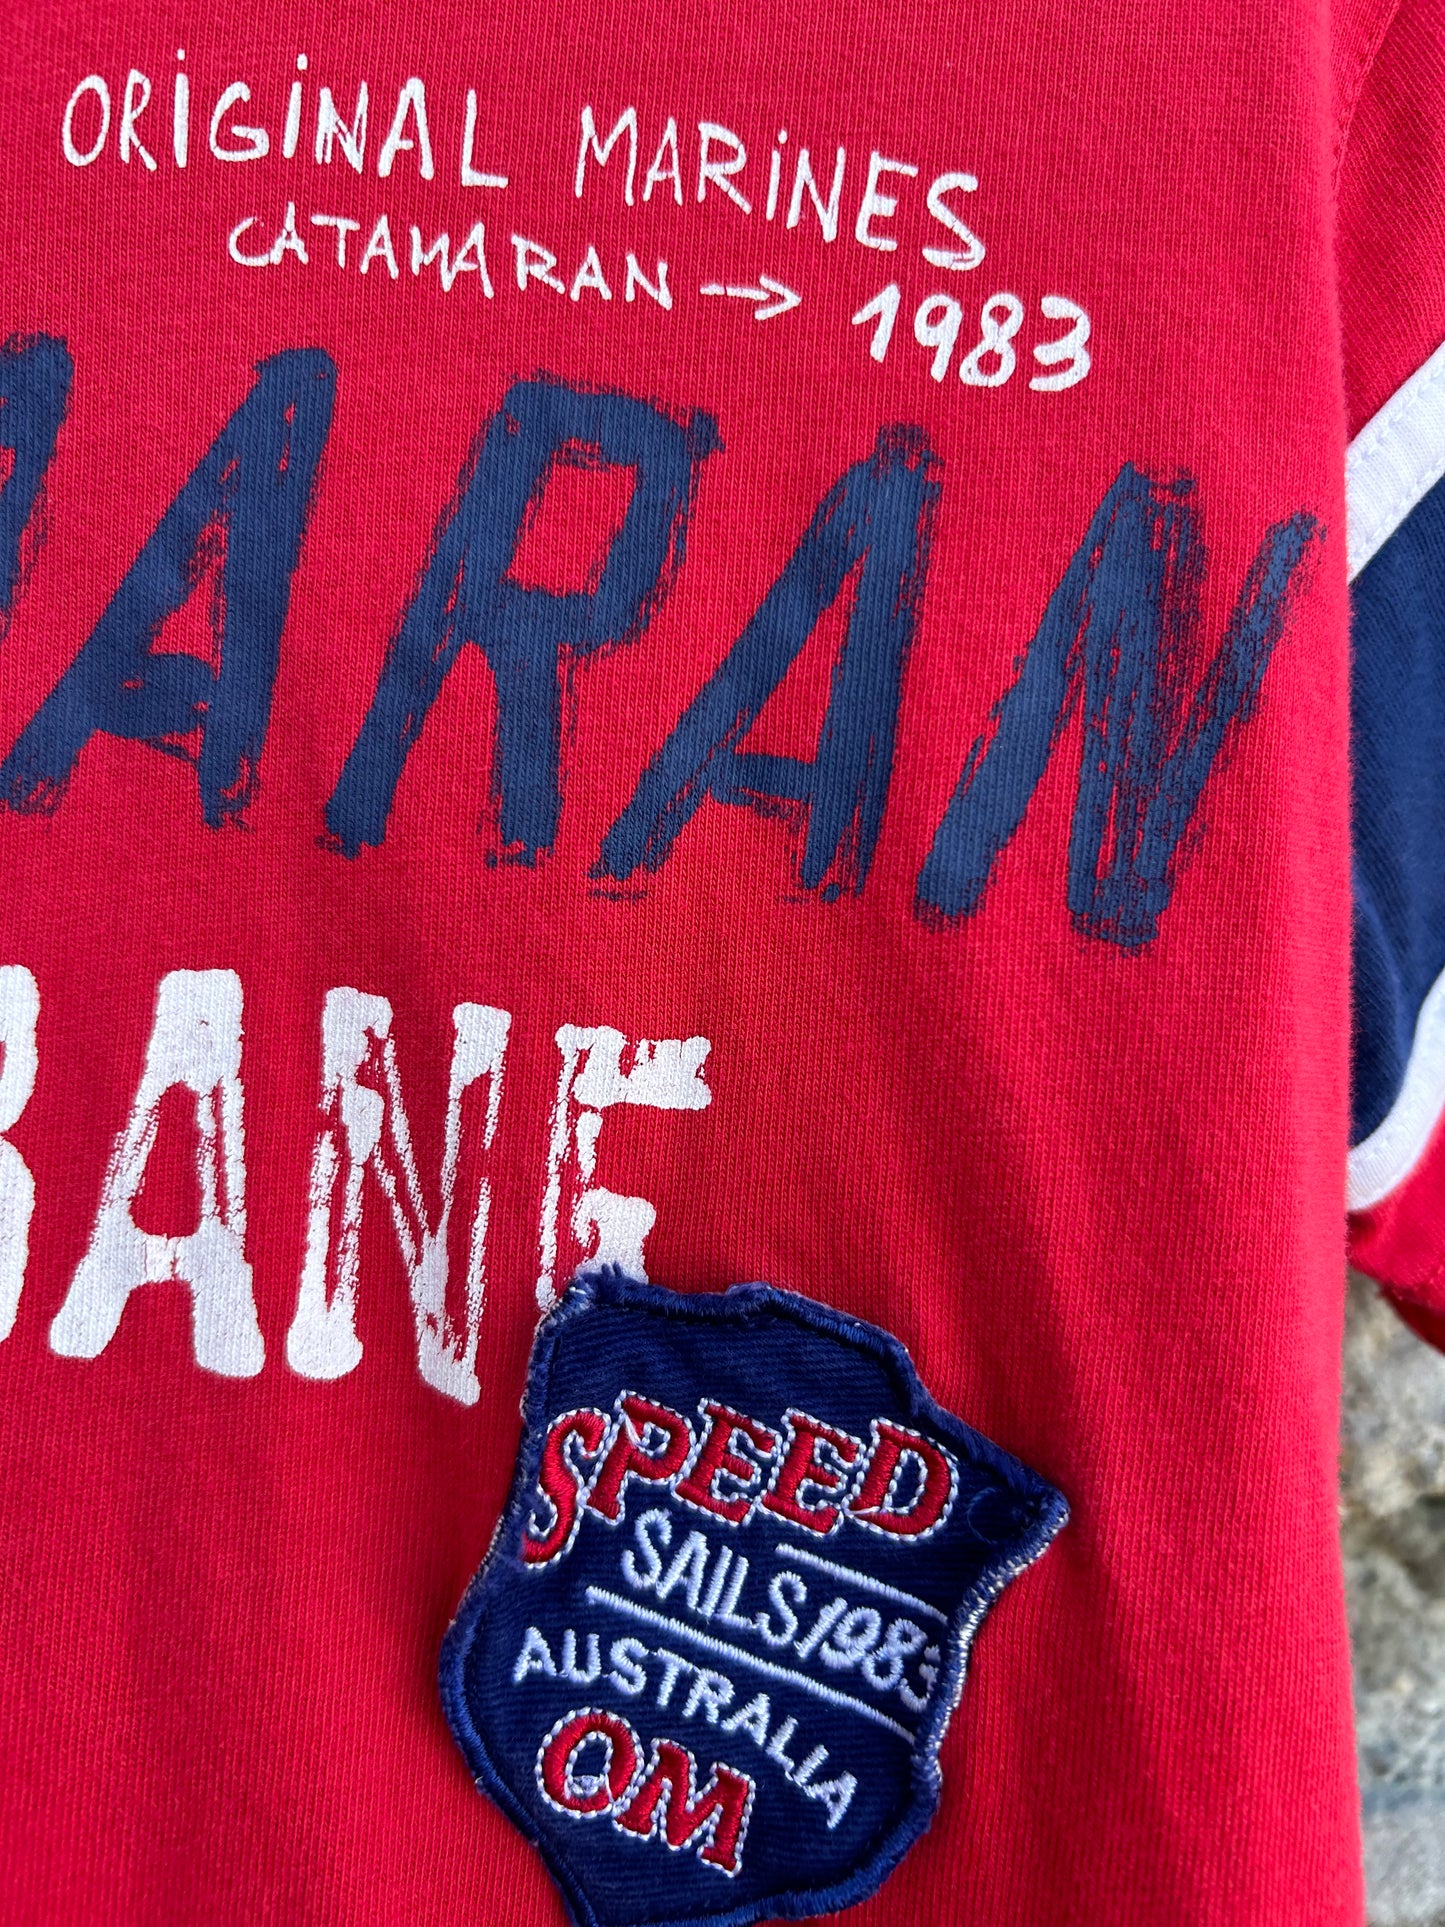 ORiGiNAL MARiNES
CATAMARAN → 1983
ARAN
BANE
SPEED
SAILS 1983
AUSTRALIA
OM